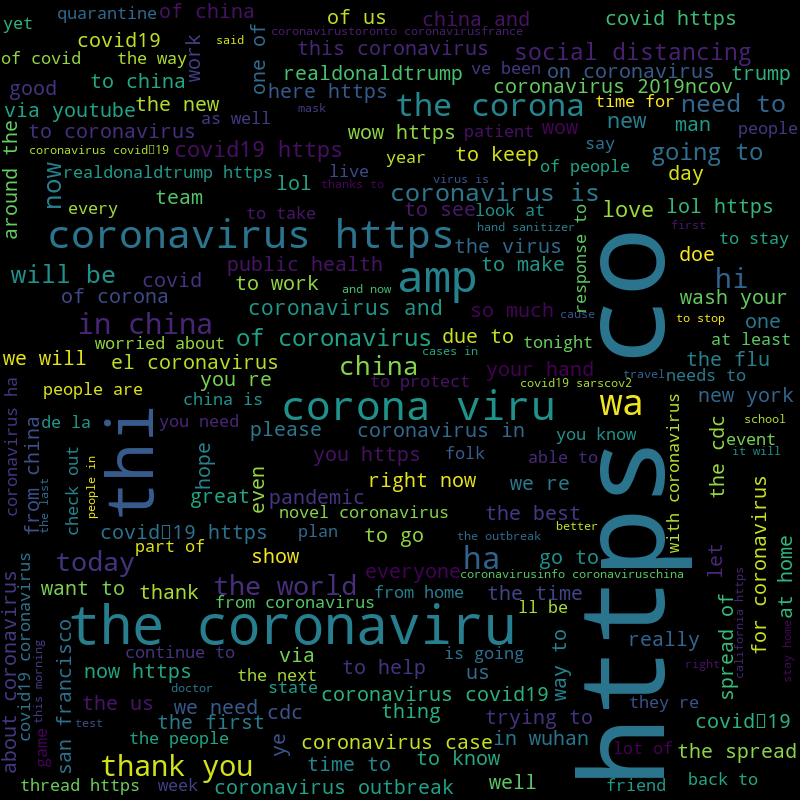 yet
quarantine
of china
of us
china and
covid https
coronavirustoronto coronavirusfrance
covid19
said
this coronavirus
social distancing
of covid
the way
work
one of
realdonaldtrump
ve been
on coronavirus
trump
good
to china
here https
coronavirus 2019ncov
via youtube
the new
mask
the corona
time for
need to
as well
to coronavirus
wow https
patient
wow
new
man
people
around the
coronavirus covid□19
covid19 https
year
to keep
say
going to
now
realdonaldtrump https
lol
live
virus is
of people
day
thanks to
team
coronavirus is
every
to take
to see
look at
response to
love
lol https
hand sanitizer
first
coronavirus https
the virus
co
to stay
doe
public health
will be
covid
to work
amp
to make
hi
of corona
and now
wash your
coronavirus and
so much
cause
to stop
one
in china
of coronavirus
due to
tonight
at least
worried about
cases in
we will
el coronavirus
china
your hand
the flu
travel
needs to
you re
to protect
covid19 sarscov2
people are
china is
new york
coronavirus ha
corona viru
wa
with coronavirus
de la
thi
you need
please
coronavirus in
you know
school
event
from china
the last
check out
people in
hope
you https
folk
able to
the cdc
it will
great
even
pandemic
right now
we re
https
novel coronavirus
the best
for coronavirus
covid□19 https
plan
to go
the outbreak
better
part of
show
ha
go to
let
at home
today
everyone
coronavirusinfo coronaviruschina
california https
about coronavirus
covid19 coronavirus
want to
thank
the world
from home
the time
from coronavirus
ll be
spread of
stay home
the coronaviru
san francisco
this morning
game
continue to
via
is going
way to
really
now https
the next
to help
us
right
doctor
state
they re
the us
we need
coronavirus covid19
test
the first
cdc
thing
trying to
covid□19
the people
ye
coronavirus case
in wuhan
lot of
the spread
thank you
time to
to know
thread https
week
coronavirus outbreak
well
friend
back to